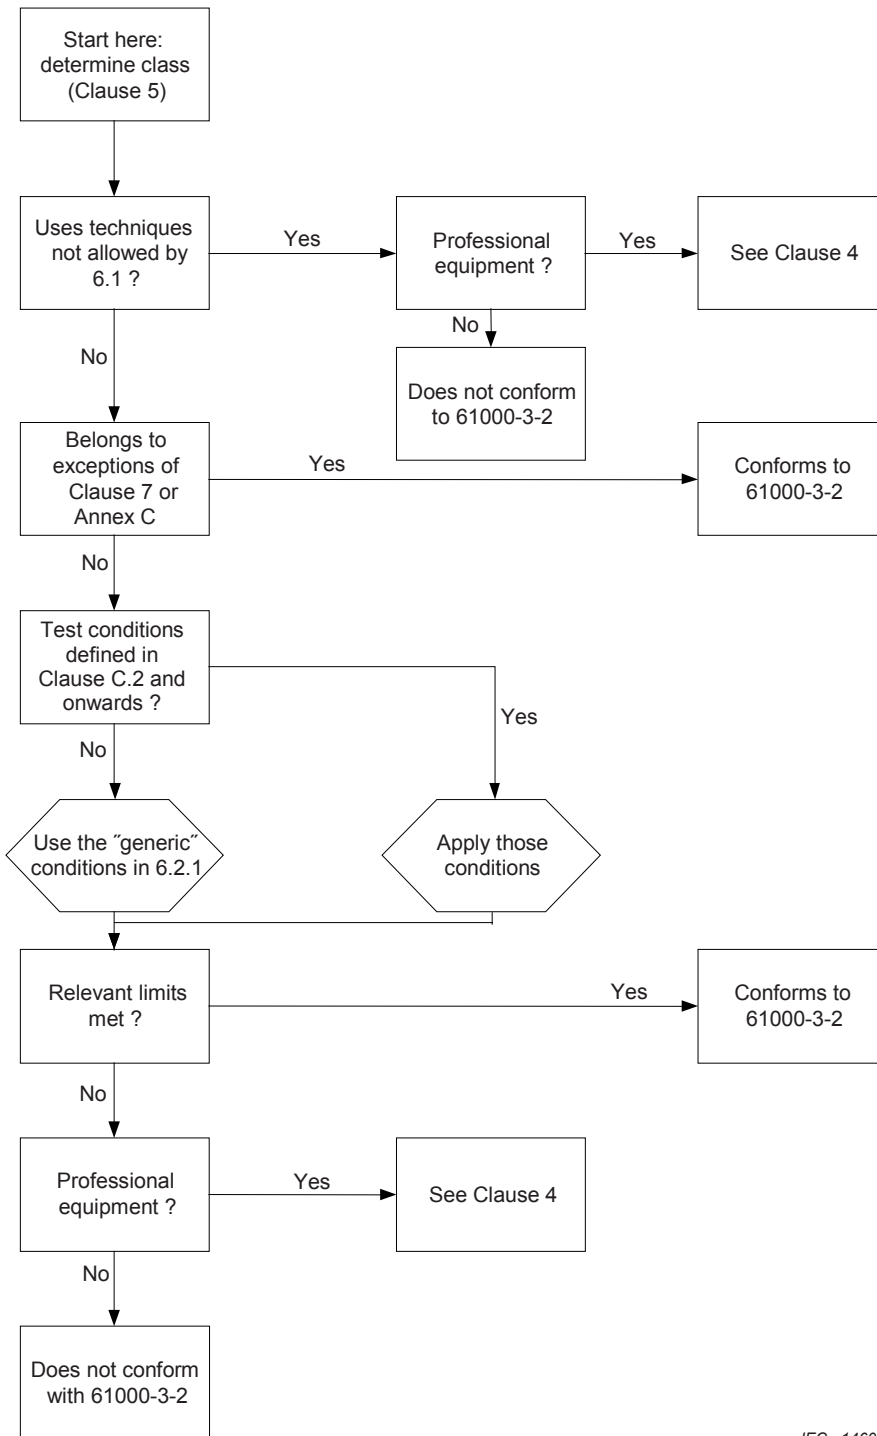 Start here:
determine class
(Clause 5)
Uses techniques
not allowed by
6.1 ?
Yes
Professional
equipment ?
Yes
See Clause 4
No
No
Does not conform
to 61000-3-2
Belongs to
exceptions of
Clause 7 or
Annex C
Yes
Conforms to
61000-3-2
No
Test conditions
defined in
Clause C.2 and
onwards ?
Yes
No
Use the ˝generic˝
conditions in 6.2.1
Apply those
conditions
Relevant limits
met ?
Yes
Conforms to
61000-3-2
No
Professional
equipment ?
Yes
See Clause 4
No
Does not conform
with 61000-3-2